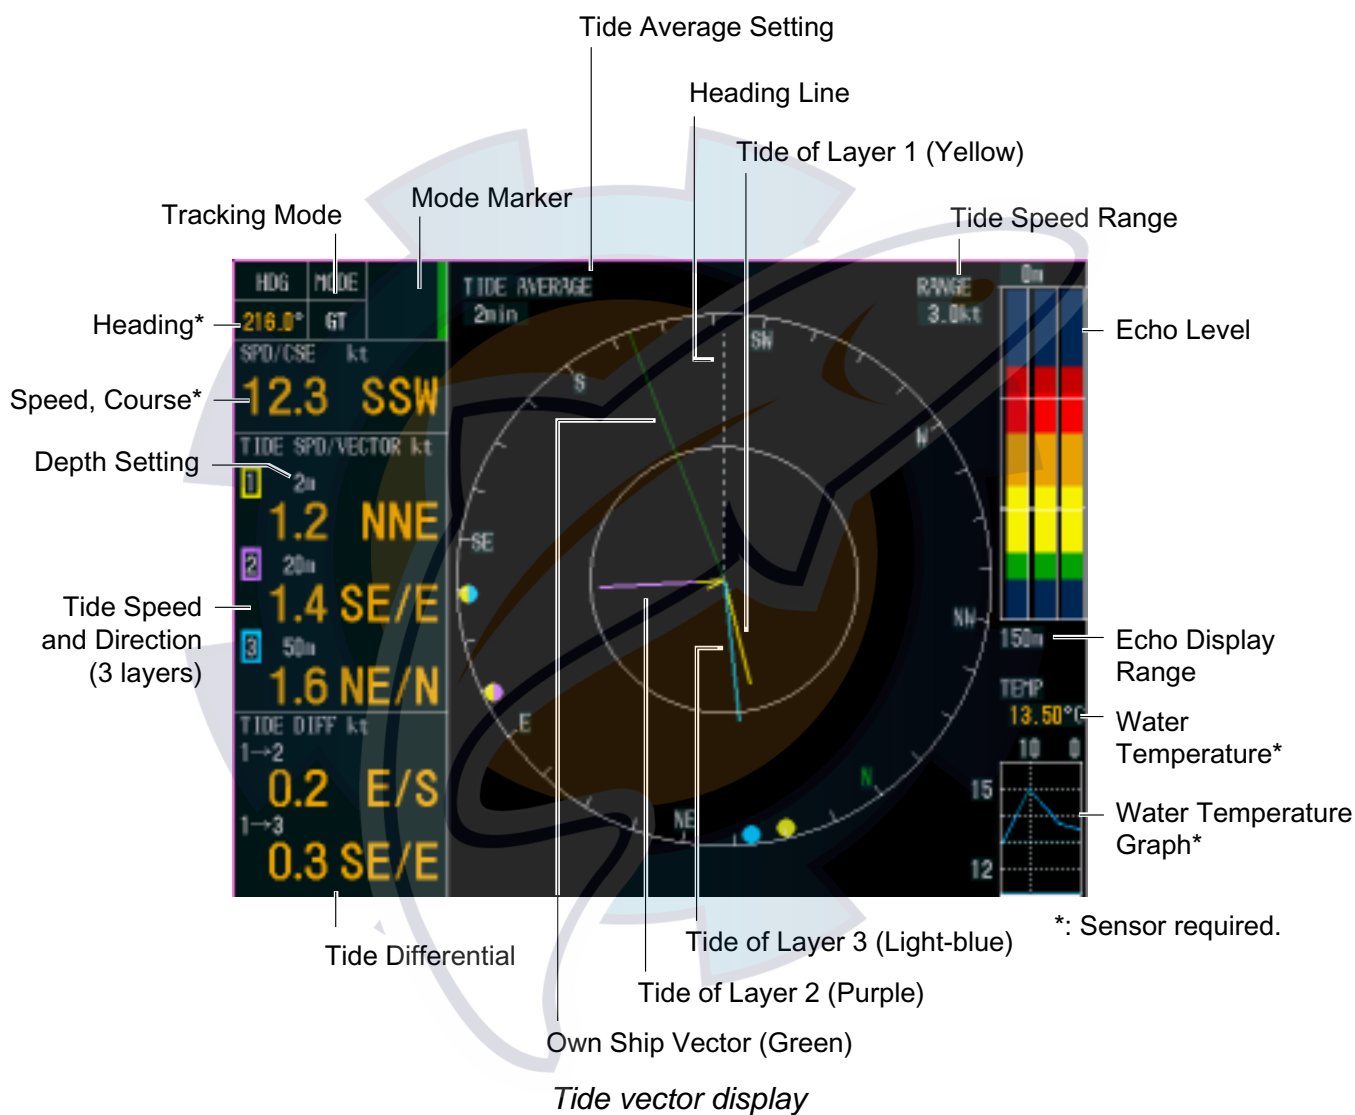 Tide Average Setting
Heading Line
Tide of Layer 1 (Yellow)
Mode Marker
Tracking Mode
Tide Speed Range
HDG
MODE
216.0°
GT
TIDE AVERAGE
2min
RANGE
3.0kt
0m
Heading*
Echo Level
SPD/CSE kt
12.3 SSW
Speed, Course*
TIDE SPD/VECTOR kt
Depth Setting
1 2m
1.2 NNE
2 20m
1.4 SE/E
3 50m
1.6 NE/N
Tide Speed
and Direction
(3 layers)
TIDE DIFF kt
1→2
0.2 E/S
1→3
0.3 SE/E
SW
S
W
SE
NW
E
N
NE
150m
Echo Display
Range
TEMP
13.50°C
Water
Temperature*
10 0
15
12
Water Temperature
Graph*
*: Sensor required.
Tide Differential
Tide of Layer 3 (Light-blue)
Tide of Layer 2 (Purple)
Own Ship Vector (Green)
Tide vector display